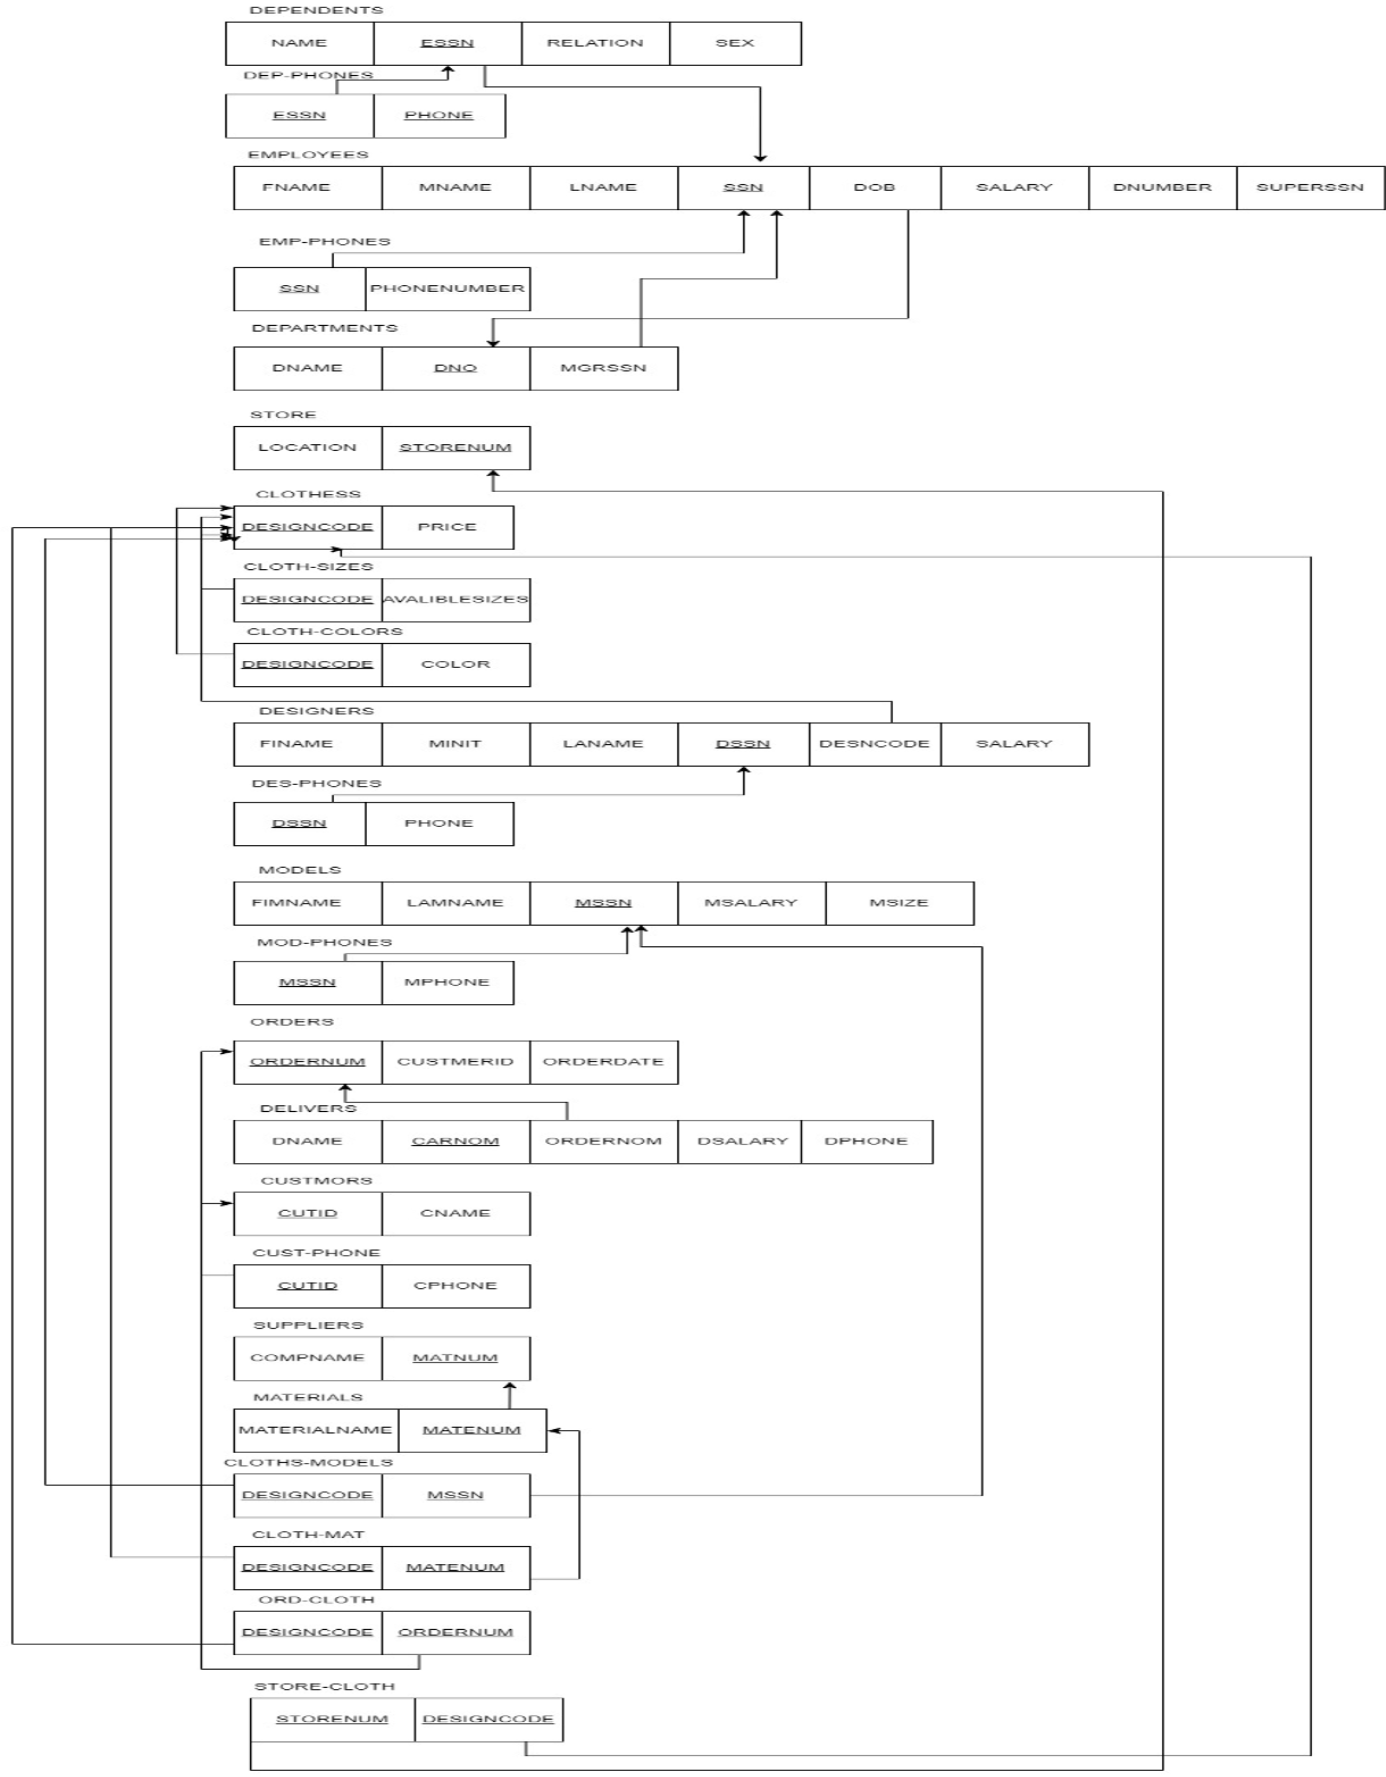 DEPENDENTS
NAME ESSN RELATION SEX
DEP-PHONES
ESSN PHONE
EMPLOYEES
FNAME MNAME LNAME SSN DOB SALARY DNUMBER SUPERSSN
EMP-PHONES
SSN PHONENUMBER
DEPARTMENTS
DNAME DNO MGRSSN
STORE
LOCATION STORENUM
CLOTHESS
DESIGNCODE PRICE
CLOTH-SIZES
DESIGNCODE AVALIBLESIZES
CLOTH-COLORS
DESIGNCODE COLOR
DESIGNERS
FINAME MINIT LANAME DSSN DESNCODE SALARY
DES-PHONES
DSSN PHONE
MODELS
FIMNAME LAMNAME MSSN MSALARY MSIZE
MOD-PHONES
MSSN MPHONE
ORDERS
ORDERNUM CUSTMERID ORDERDATE
DELIVERS
DNAME CARNOM ORDERNOM DSALARY DPHONE
CUSTMORS
CUTID CNAME
CUST-PHONE
CUTID CPHONE
SUPPLIERS
COMPNAME MATNUM
MATERIALS
MATERIALNAME MATENUM
CLOTHS-MODELS
DESIGNCODE MSSN
CLOTH-MAT
DESIGNCODE MATENUM
ORD-CLOTH
DESIGNCODE ORDERNUM
STORE-CLOTH
STORENUM DESIGNCODE